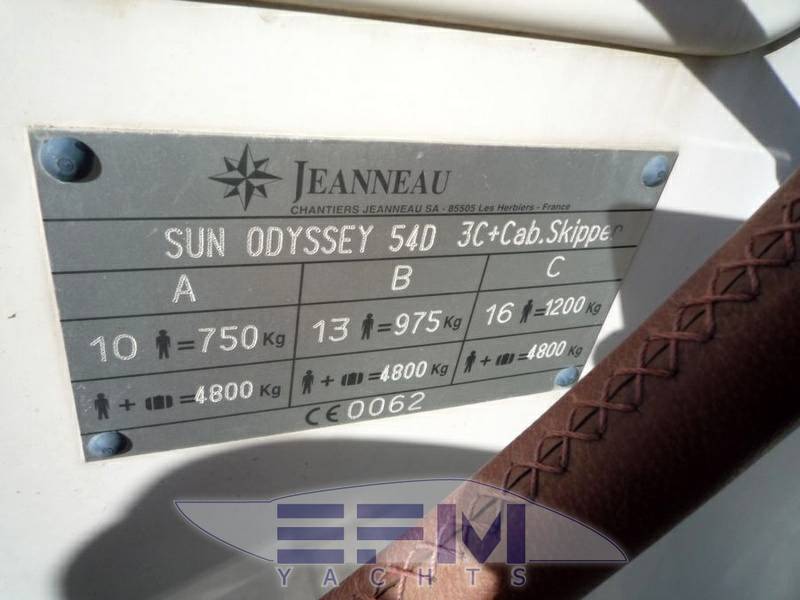 JEANNEAU
CHANTIERS JEANNEAU SA - 85505 Les Herbiers - France
SUN ODYSSEY 54D 3C+Cab.Skipper
A B C
10 =750 Kg 13 =975 Kg 16 =1200 Kg
+ =4800 Kg + =4800 Kg + =4800 Kg
CE 0062
EFM
YACHTS